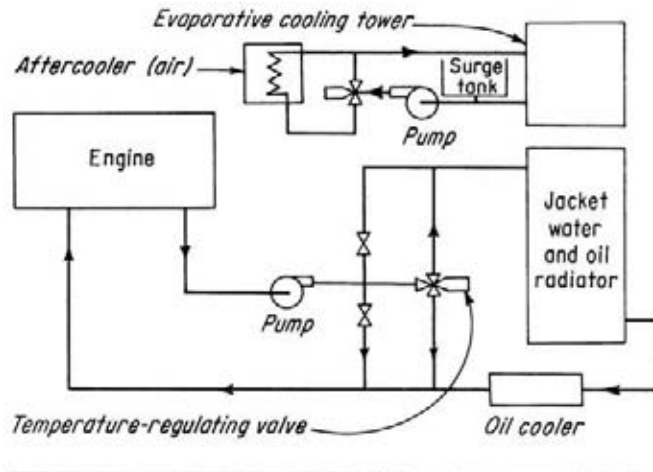 Evaporative cooling tower
Aftercooler (air)
Surge
tank
Pump
Engine
Jacket
water
and oil
radiator
Pump
Temperature-regulating valve
Oil cooler